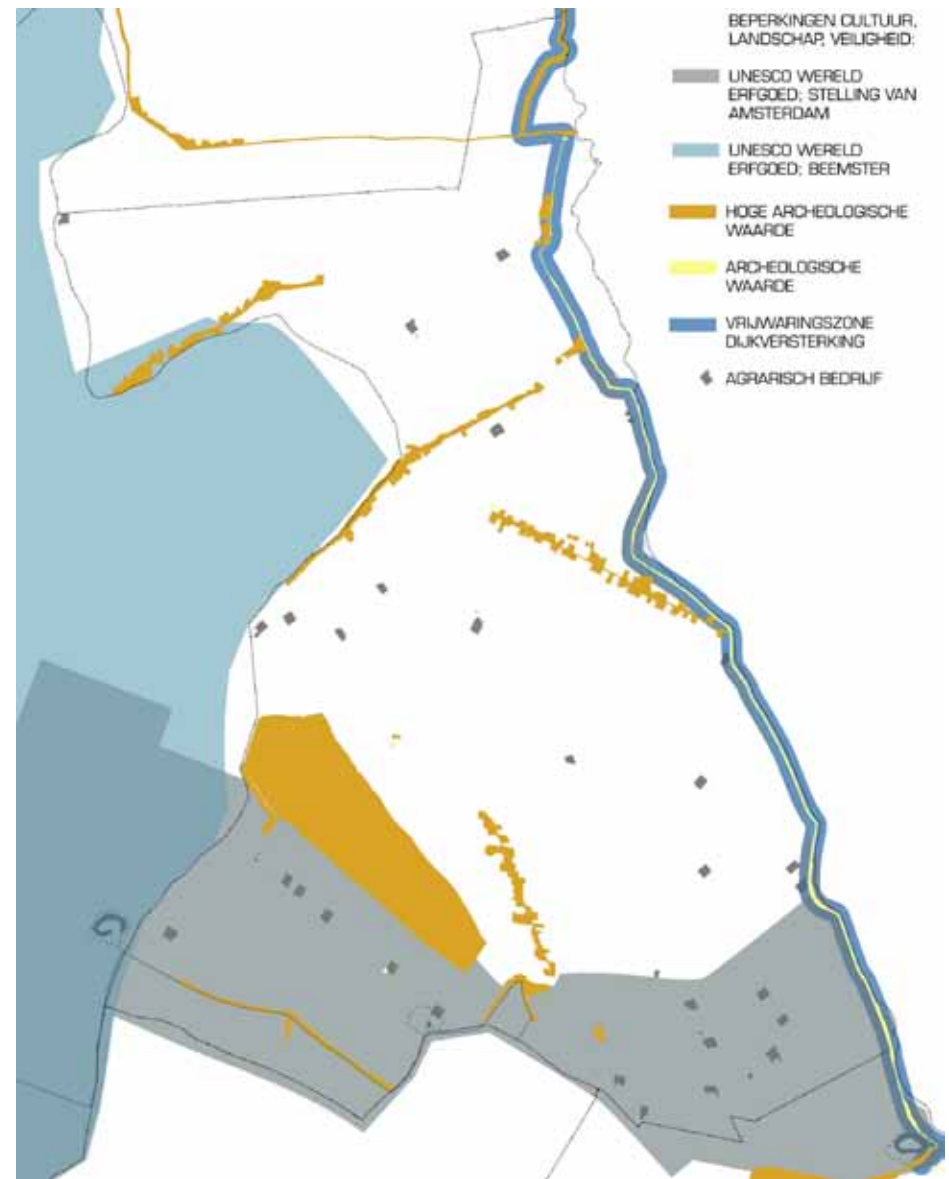 BEPERKINGEN CULTUUR,
LANDSCHAP, VEILIGHEID:
UNESCO WERELD
ERFGOED; STELLING VAN
AMSTERDAM
UNESCO WERELD
ERFGOED; BEEMSTER
HOGE ARCHEOLOGISCHE
WAARDE
ARCHEOLOGISCHE
WAARDE
VRIJWARINGSZONE
DIJKVERSTERKING
AGRARISCH BEDRIJF